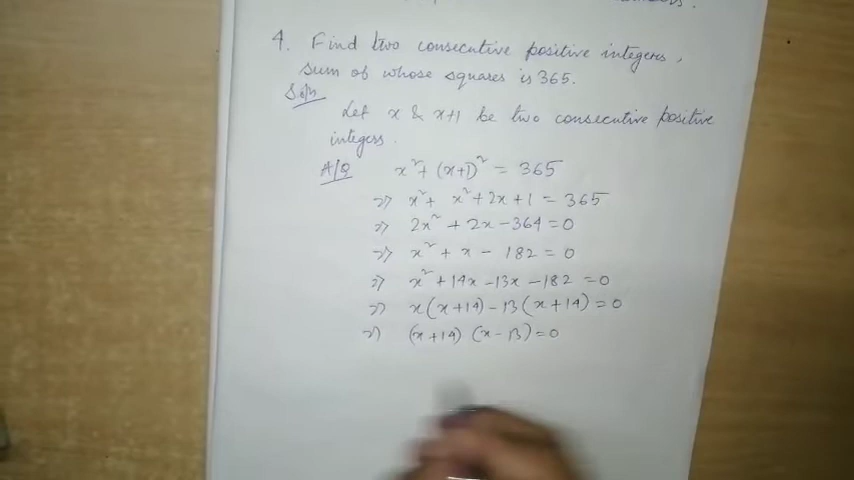 4. Find two consecutive positive integeres,
sum of whose squares is 365.
Soln
Let x & x+1 be two consecutive positive
integers.
A/Q x² + (x+1)² = 365
⇒ x² + x² + 2x + 1 = 365
⇒ 2x² + 2x - 364 = 0
⇒ x² + x - 182 = 0
⇒ x² + 14x - 13x - 182 = 0
⇒ x(x+14) - 13(x+14) = 0
⇒ (x+14) (x-13) = 0